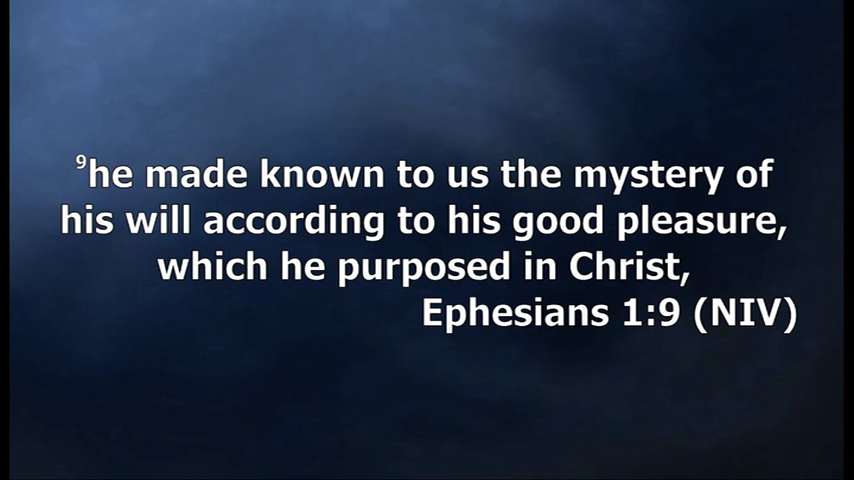 9he made known to us the mystery of
his will according to his good pleasure,
which he purposed in Christ,
Ephesians 1:9 (NIV)